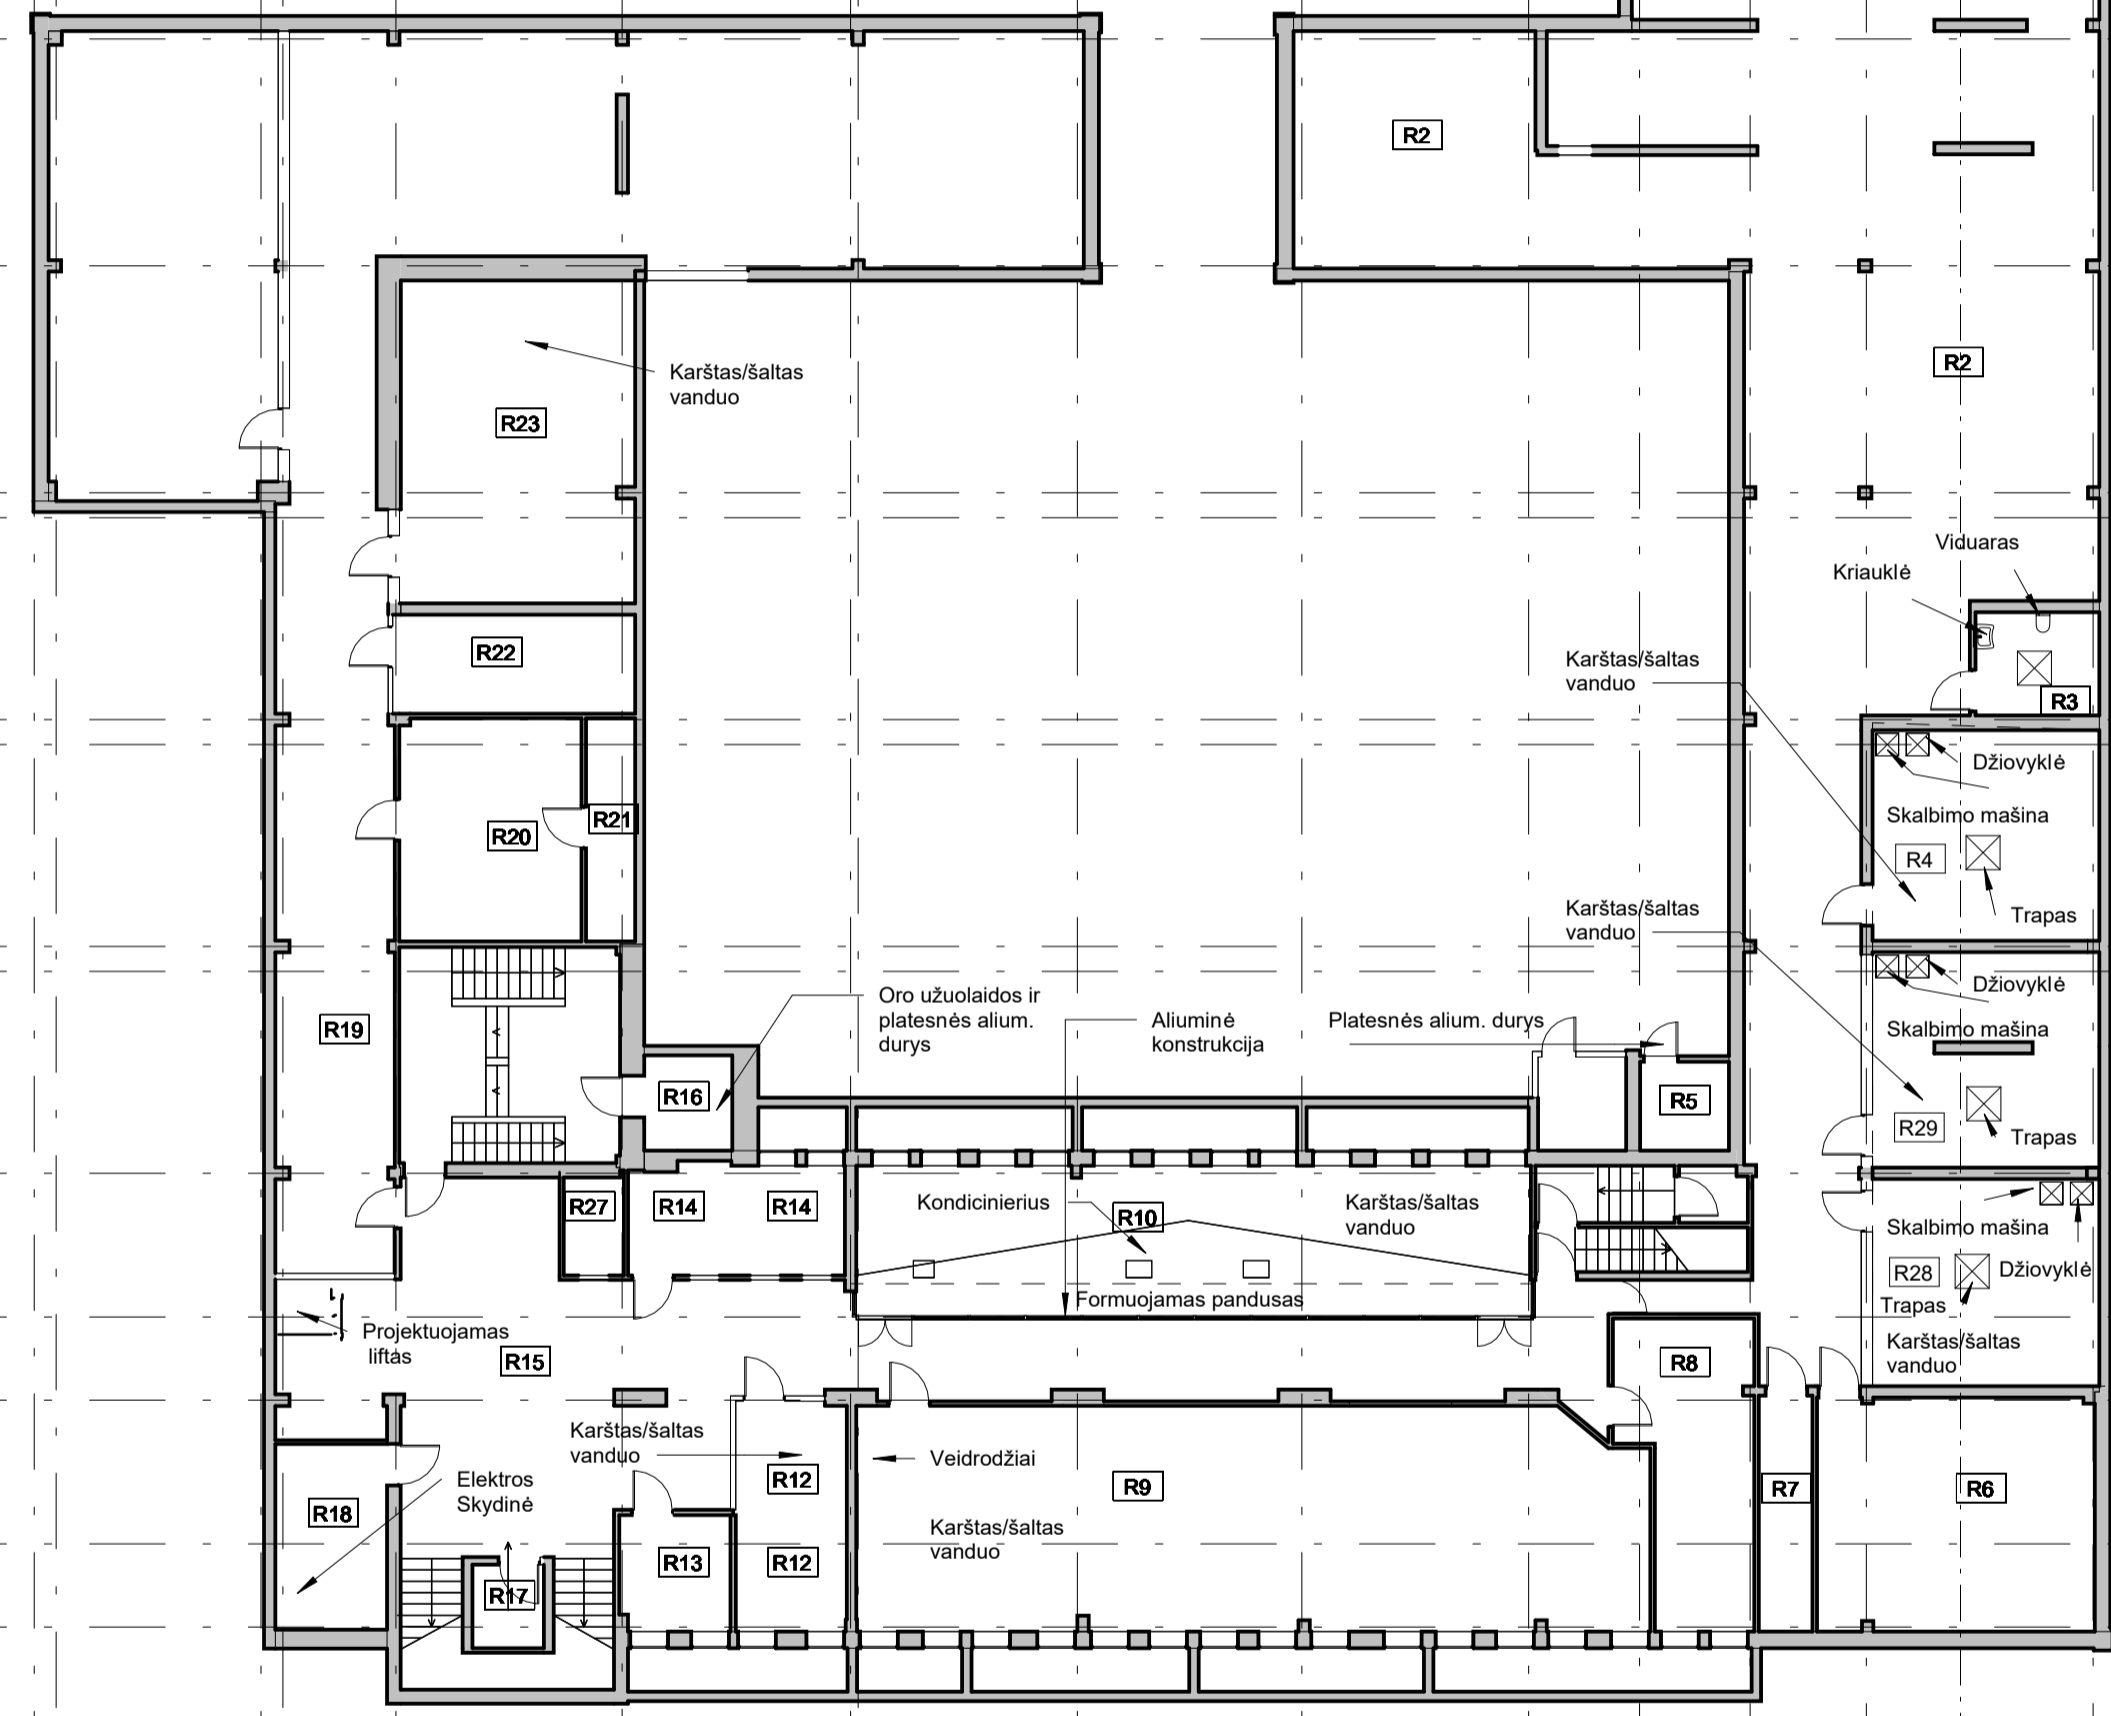 R2
R2
Karštas/šaltas
vanduo
R23
Viduaras
Kriauklė
R22
Karštas/šaltas
vanduo
R3
Džiovyklė
Skalbimo mašina
R21
R20
R4
Trapas
Karštas/šaltas
vanduo
Džiovyklė
Oro užuolaidos ir
platesnės alium.
durys
Aliuminė
konstrukcija
Platesnės alium. durys
Skalbimo mašina
R19
R16
R5
R29
Trapas
R27
R14
R14
Kondicinierius
R10
Karštas/šaltas
vanduo
Skalbimo mašina
R28
Džiovyklė
Trapas
Formuojamas pandusas
Projektuojamas
liftas
R15
R8
Karštas/šaltas
vanduo
Karštas/šaltas
vanduo
Veidrodžiai
R12
R9
R7
R6
Elektros
Skydinė
R18
Karštas/šaltas
vanduo
R13
R12
R17